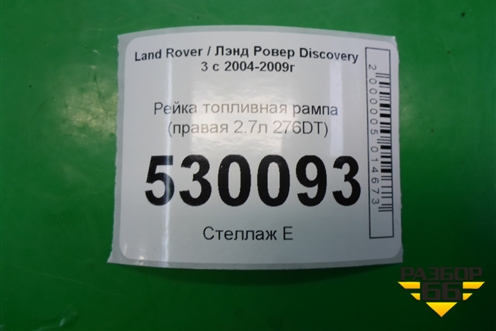 Land Rover / Лэнд Ровер Discovery
3 с 2004-2009г
Рейка топливная рампа
(правая 2.7л 276DT)
530093
Стеллаж Е
2000005014673
РАЗБОР
66